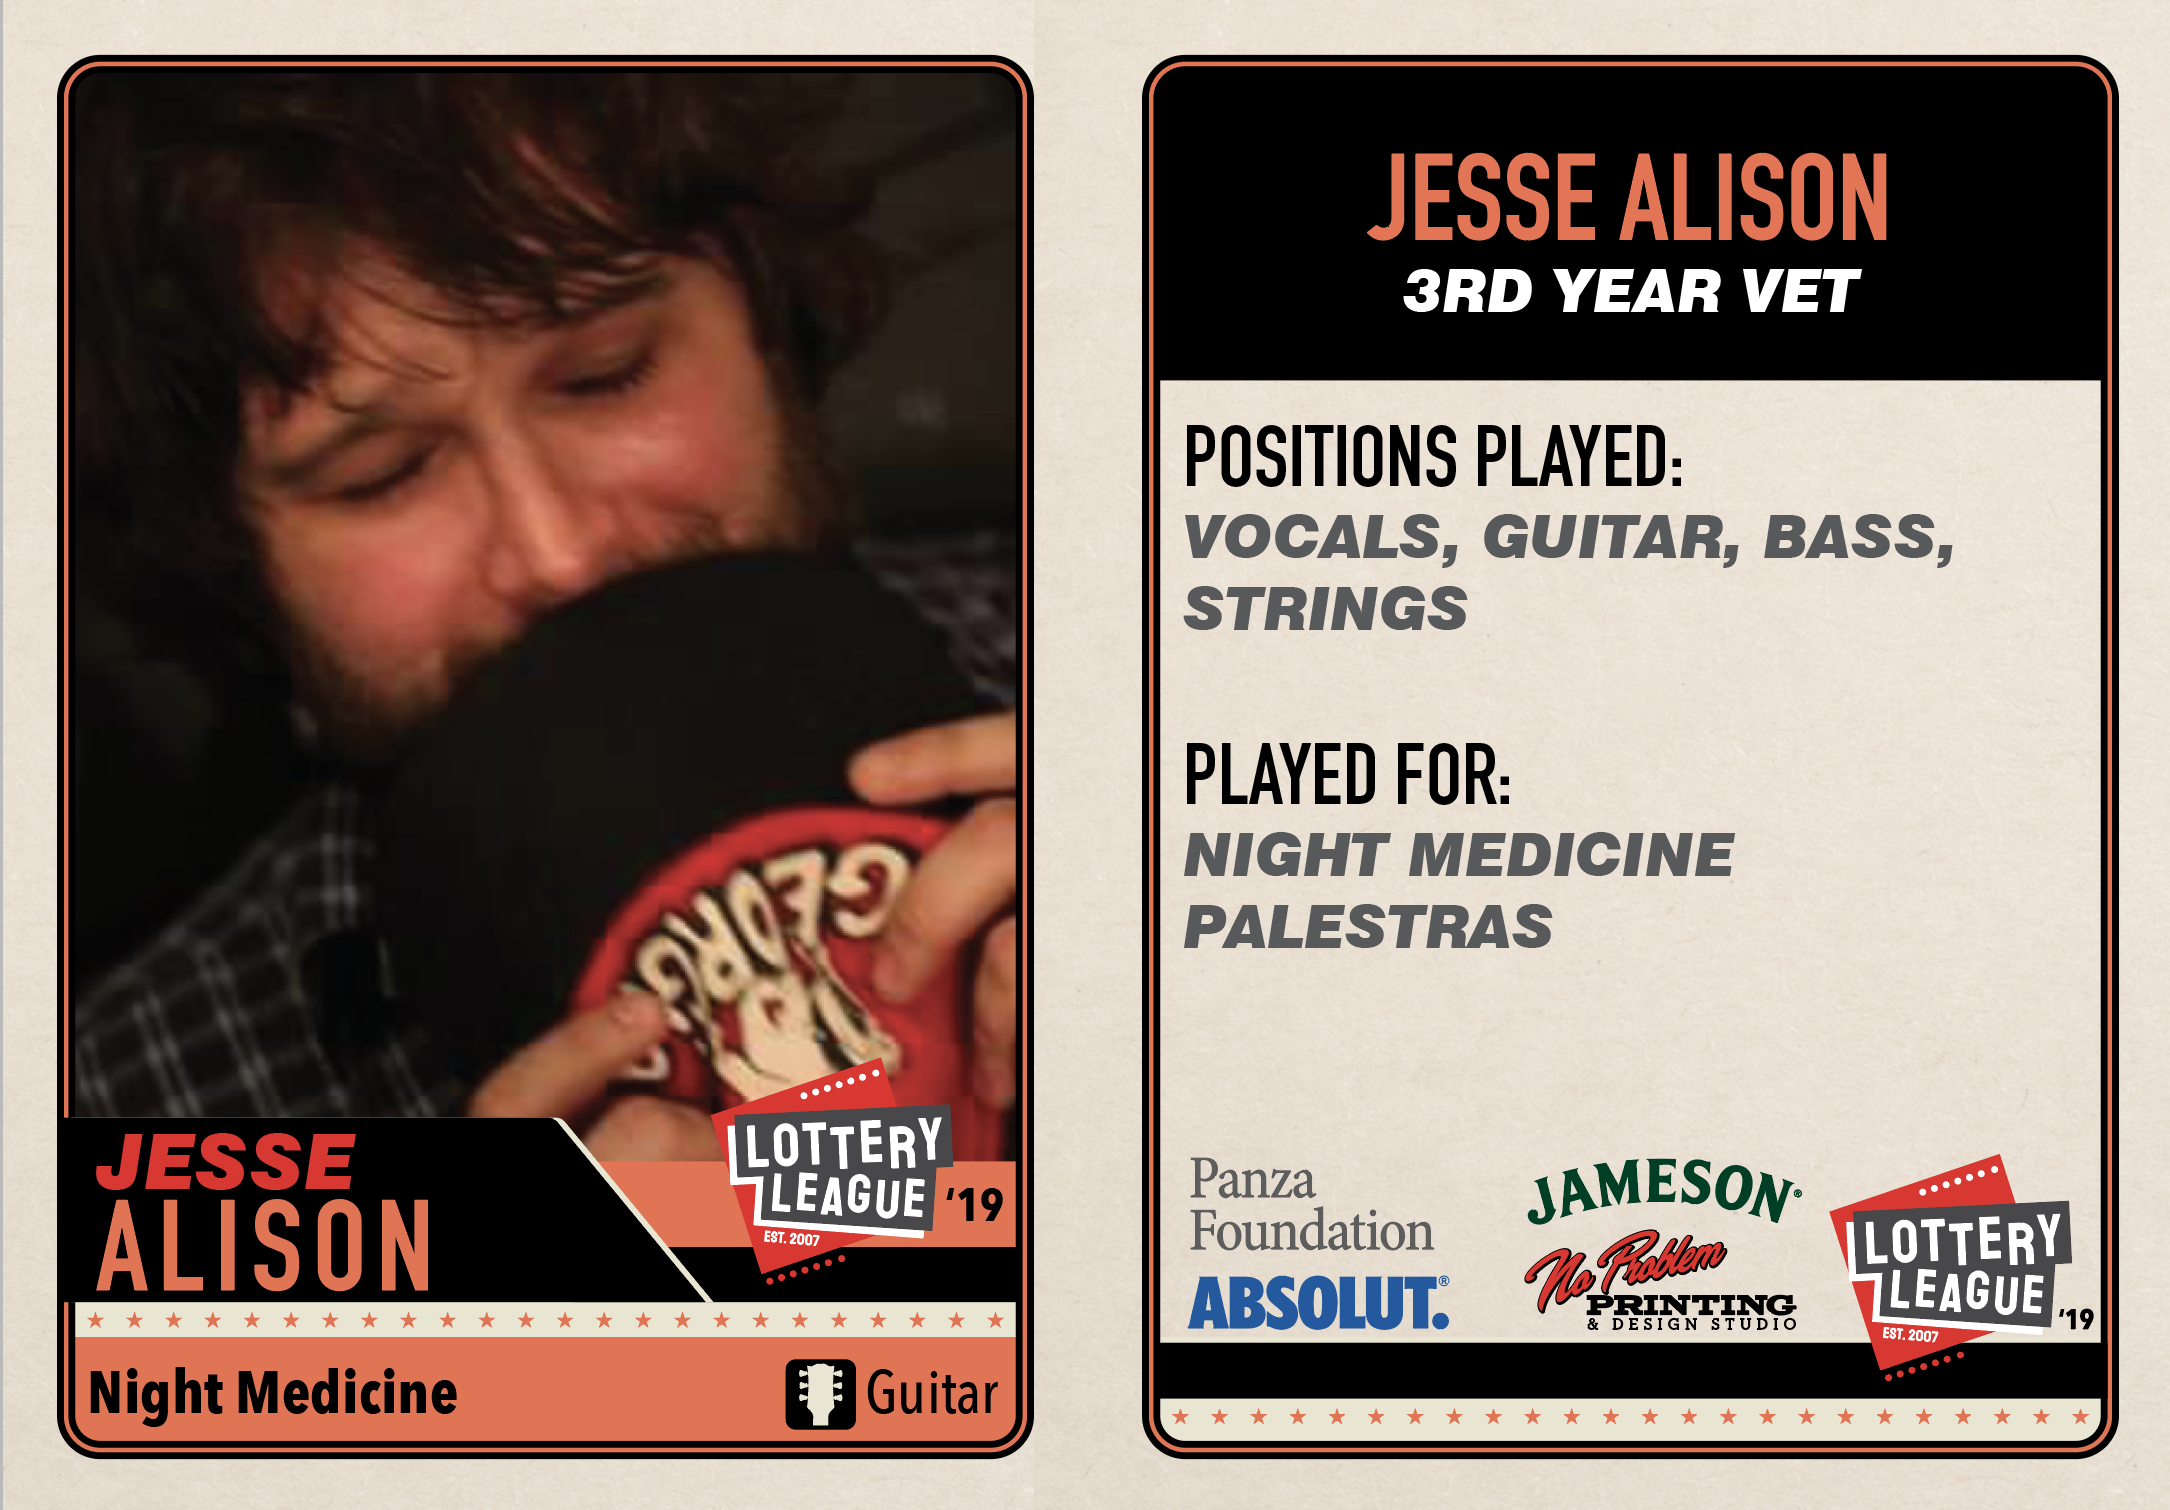 GEORG
JESSE
ALISON
LOTTERY
LEAGUE
EST. 2007
'19
Night Medicine
Guitar
JESSE ALISON
3RD YEAR VET
POSITIONS PLAYED:
VOCALS, GUITAR, BASS,
STRINGS
PLAYED FOR:
NIGHT MEDICINE
PALESTRAS
Panza
Foundation
ABSOLUT.®
JAMESON®
No Problem
PRINTING
& DESIGN STUDIO
LOTTERY
LEAGUE
EST. 2007
'19